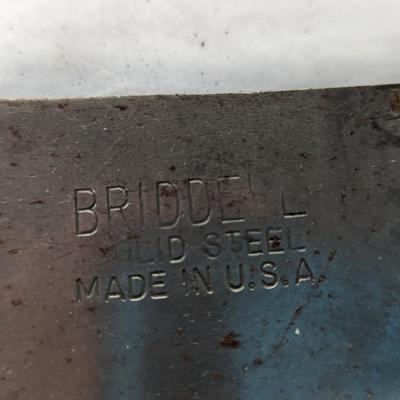 BRIDDELL
SOLID STEEL
MADE IN U.S.A.